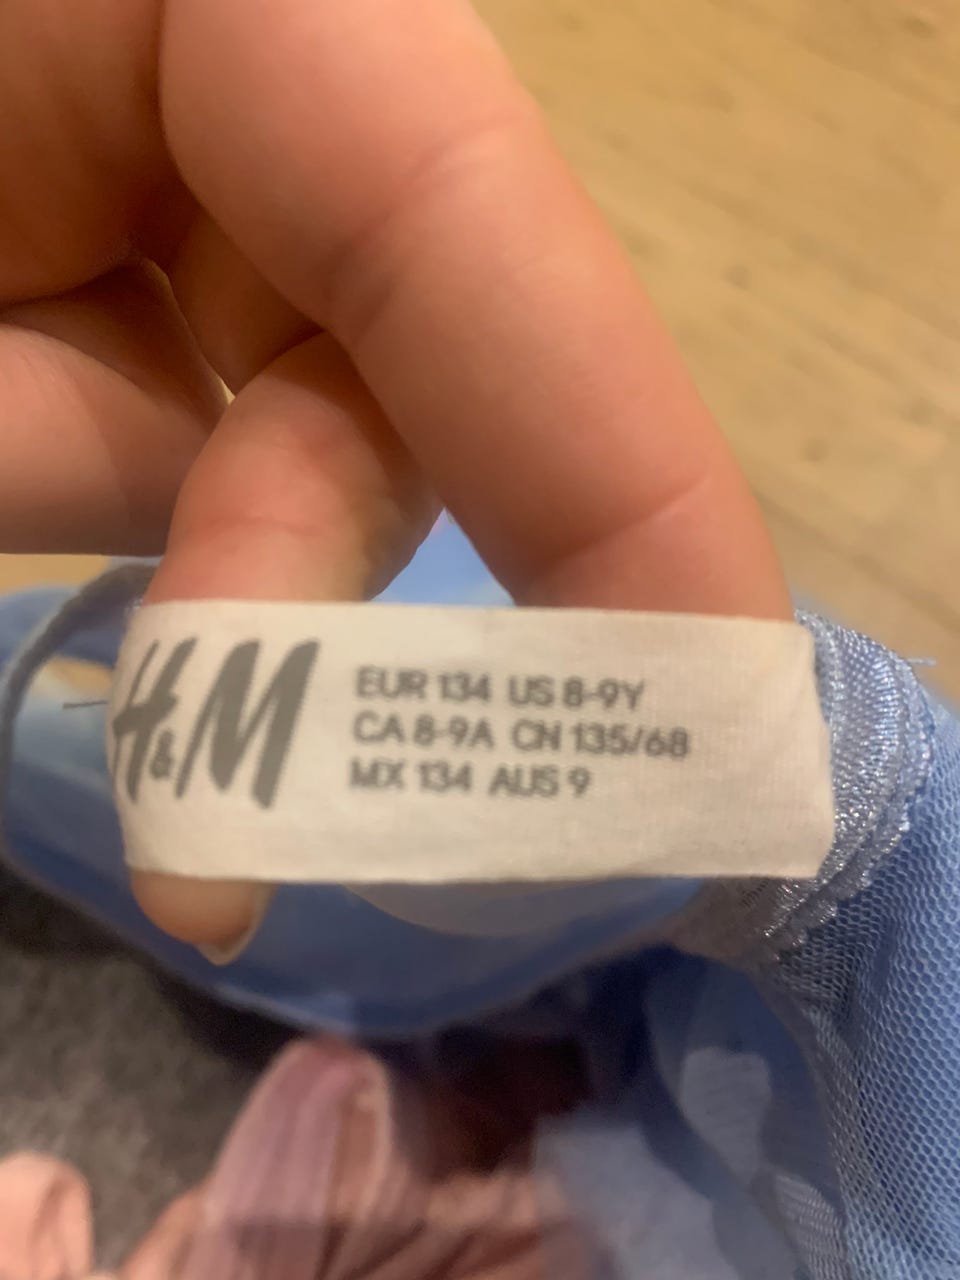 H&M
EUR 134 US 8-9Y
CA 8-9A CN 135/68
MX 134 AUS 9